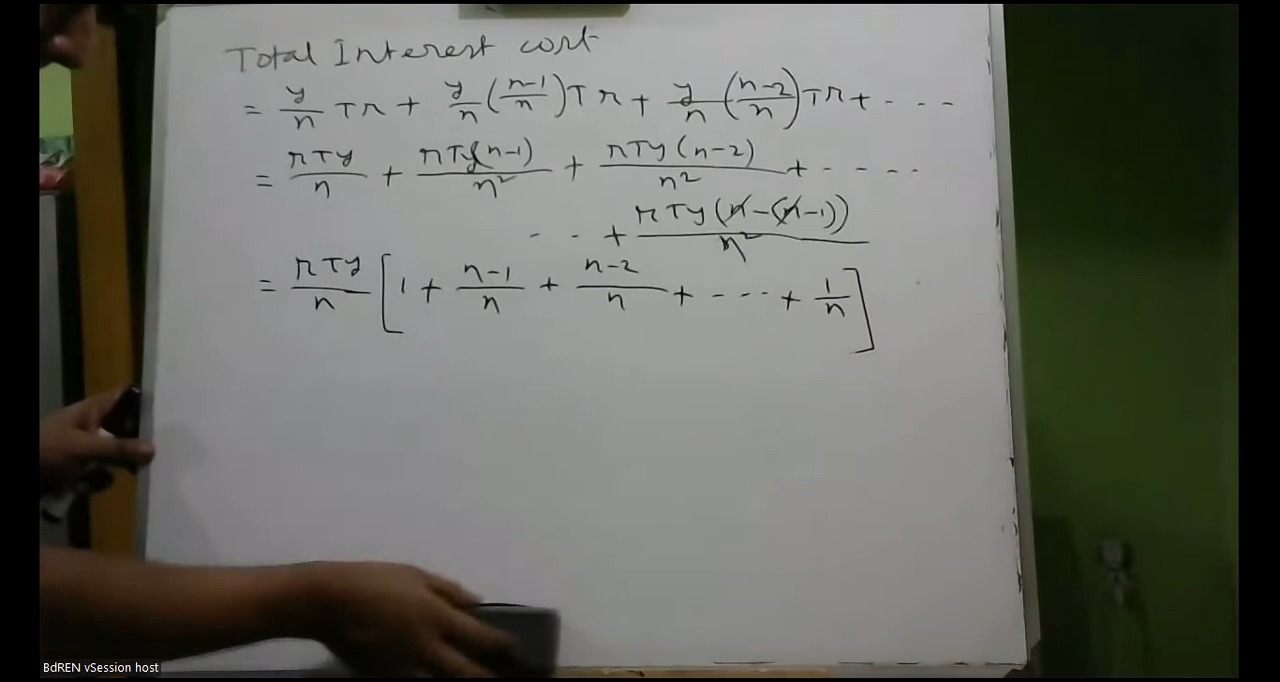 Total Interest cost
= y/n Tr + y/n ((n-1)/n) Tr + y/n ((n-2)/n) Tr + - - -
= rTy/n + rTy(n-1)/n² + rTy(n-2)/n² + - - - -
- - + rTy(n-(n-1))/n²
= rTy/n [1 + (n-1)/n + (n-2)/n + - - - + 1/n]
BdREN vSession host